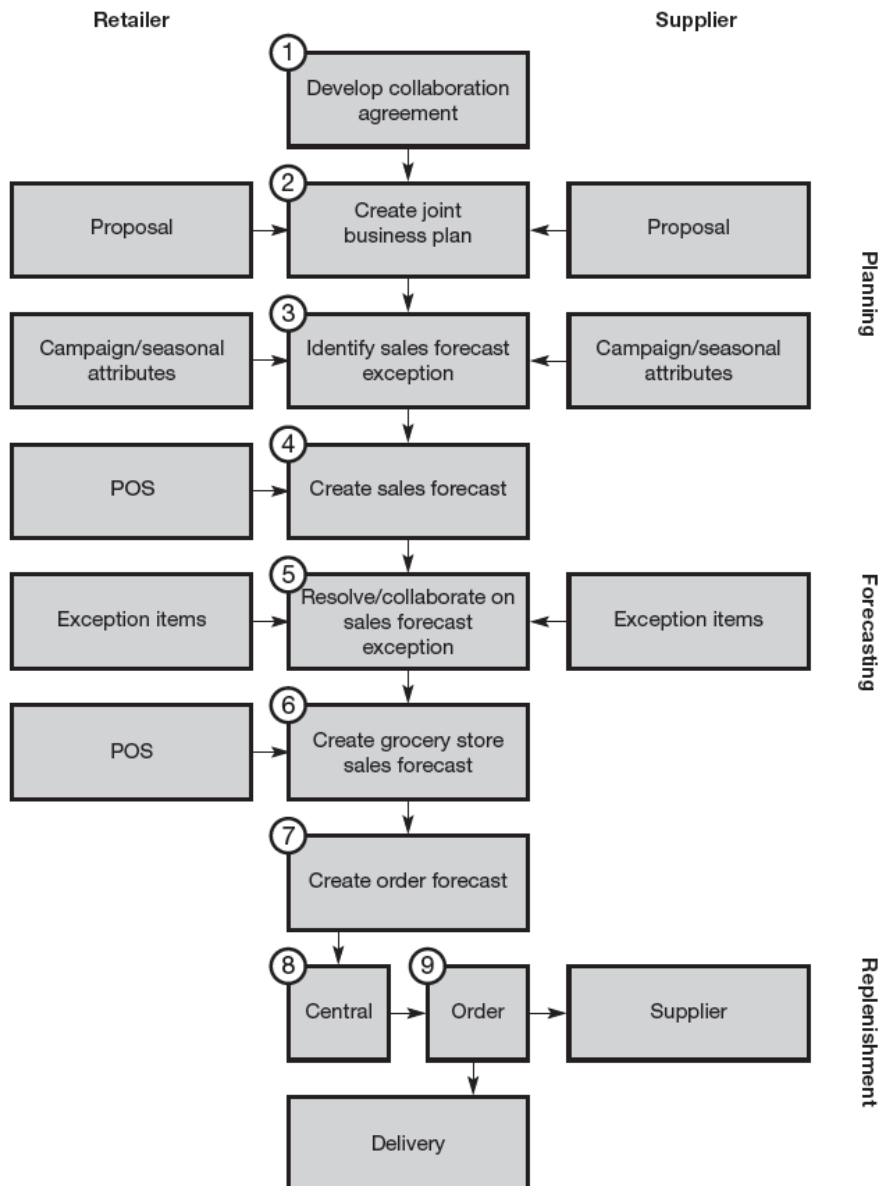 Retailer
Supplier
1
Develop collaboration
agreement
2
Proposal
Create joint
business plan
Proposal
Planning
3
Campaign/seasonal
attributes
Identify sales forecast
exception
Campaign/seasonal
attributes
4
POS
Create sales forecast
5
Exception items
Resolve/collaborate on
sales forecast
exception
Exception items
Forecasting
6
POS
Create grocery store
sales forecast
7
Create order forecast
8
Central
9
Order
Supplier
Replenishment
Delivery